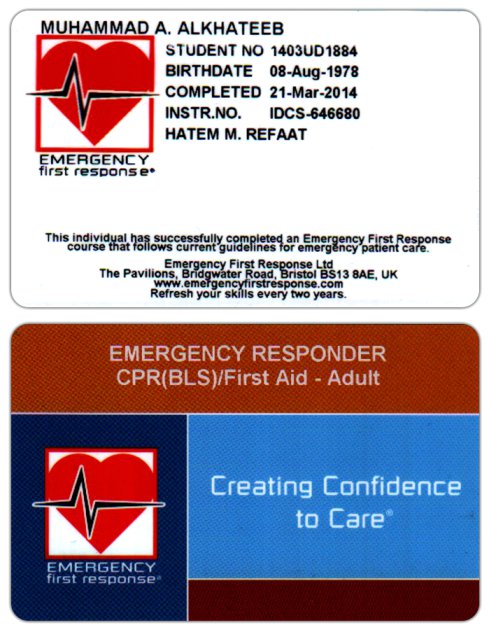 MUHAMMAD A. ALKHATEEB
STUDENT NO 1403UD1884
BIRTHDATE 08-Aug-1978
COMPLETED 21-Mar-2014
INSTR.NO. IDCS-646680
HATEM M. REFAAT
EMERGENCY
first response®
This individual has successfully completed an Emergency First Response
course that follows current guidelines for emergency patient care.
Emergency First Response Ltd
The Pavilions, Bridgwater Road, Bristol BS13 8AE, UK
www.emergencyfirstresponse.com
Refresh your skills every two years.
EMERGENCY RESPONDER
CPR(BLS)/First Aid - Adult
Creating Confidence
to Care®
EMERGENCY
first response®